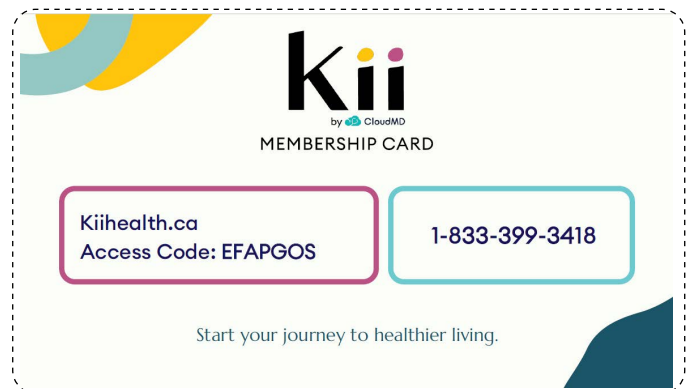 kii
by CloudMD
MEMBERSHIP CARD
Kiihealth.ca
Access Code: EFAPGOS
1-833-399-3418
Start your journey to healthier living.